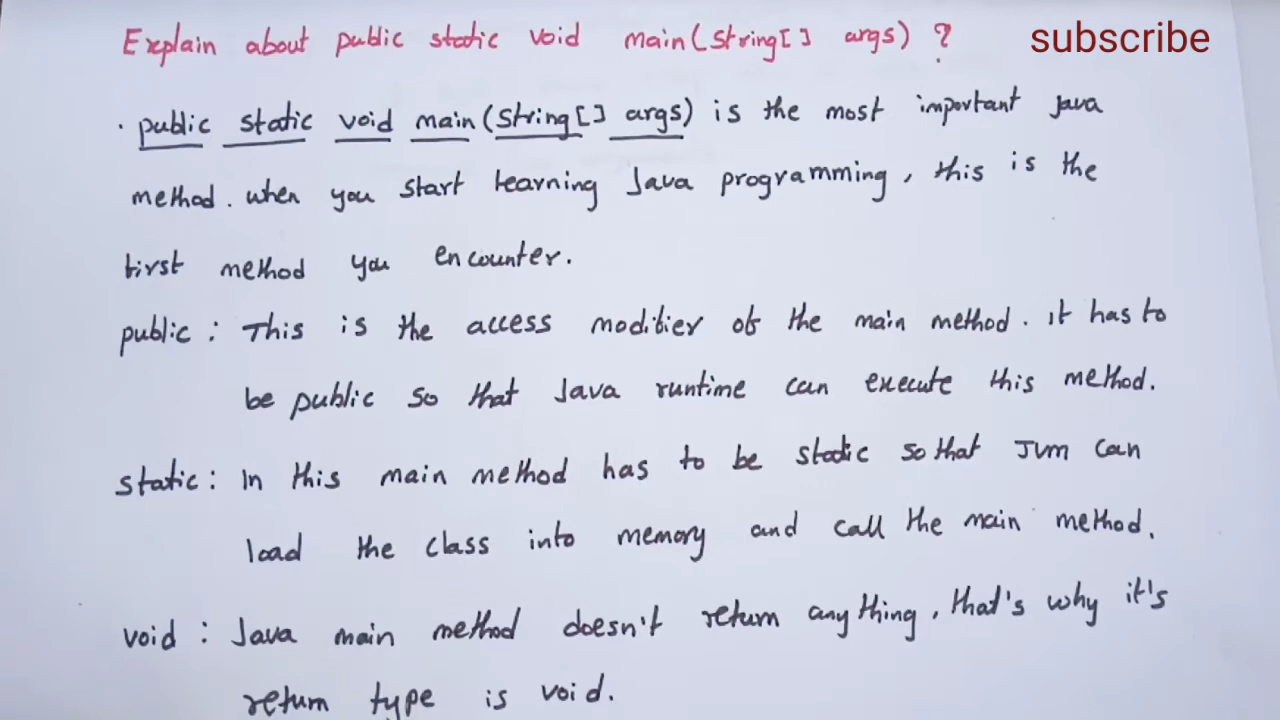 Explain about public static void main(String[] args) ?
subscribe
· public static void main(String[] args) is the most important Java
method. when you start learning Java programming, this is the
first method you encounter.
public : This is the access modifier of the main method. it has to
be public so that Java runtime can execute this method.
static : In this main method has to be static so that JVM can
load the class into memory and call the main method.
void : Java main method doesn't return anything, that's why it's
return type is void.